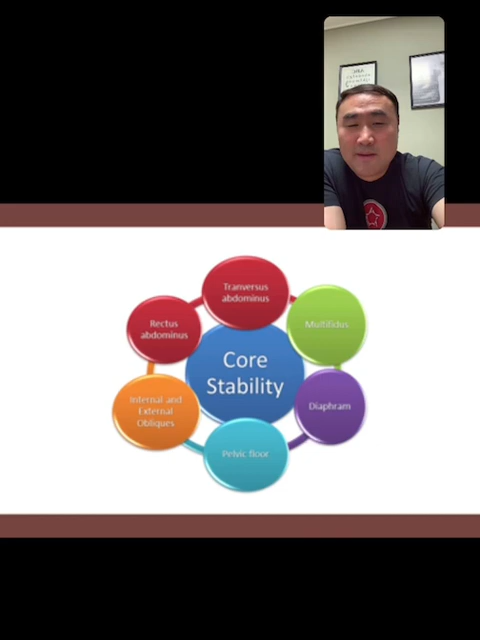 Core
Stability
Tranversus
abdominus
Multifidus
Diaphram
Pelvic floor
Internal and
External
Obliques
Rectus
abdominus